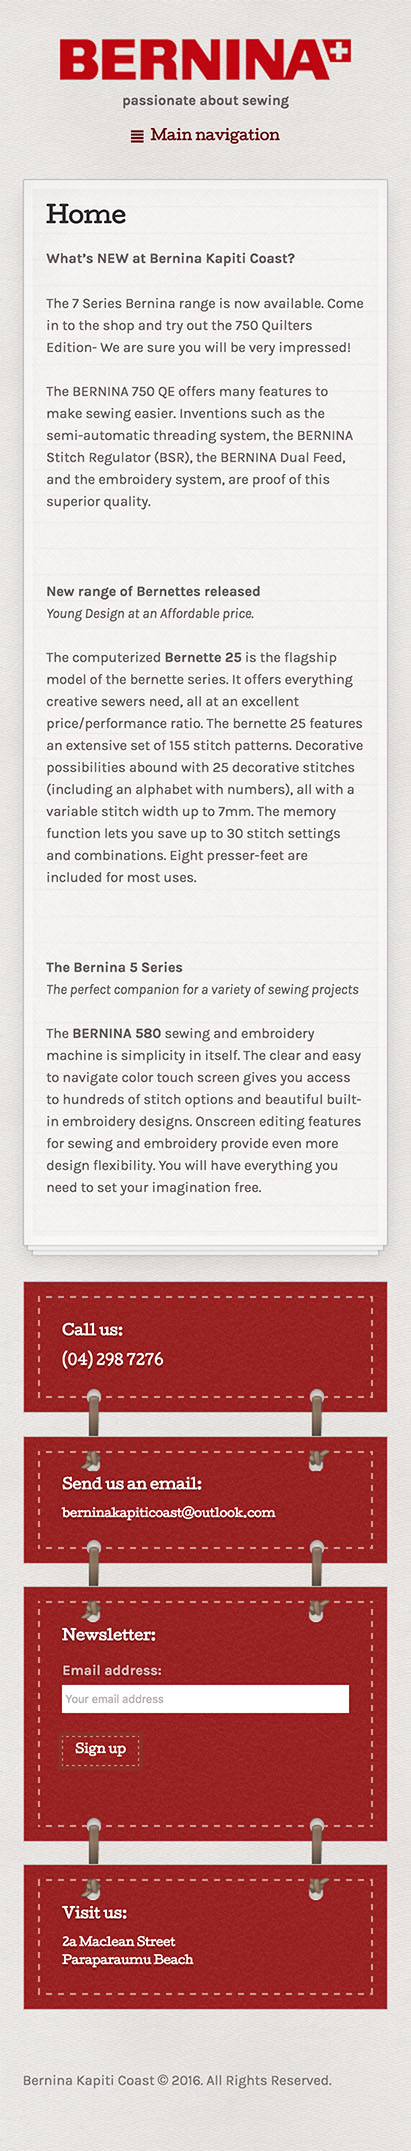 BERNINA
passionate about sewing
Main navigation
Home
What's NEW at Bernina Kapiti Coast?
The 7 Series Bernina range is now available. Come
in to the shop and try out the 750 Quilters
Edition- We are sure you will be very impressed!
The BERNINA 750 QE offers many features to
make sewing easier. Inventions such as the
semi-automatic threading system, the BERNINA
Stitch Regulator (BSR), the BERNINA Dual Feed,
and the embroidery system, are proof of this
superior quality.
New range of Bernettes released
Young Design at an Affordable price.
The computerized Bernette 25 is the flagship
model of the bernette series. It offers everything
creative sewers need, all at an excellent
price/performance ratio. The bernette 25 features
an extensive set of 155 stitch patterns. Decorative
possibilities abound with 25 decorative stitches
(including an alphabet with numbers), all with a
variable stitch width up to 7mm. The memory
function lets you save up to 30 stitch settings
and combinations. Eight presser-feet are
included for most uses.
The Bernina 5 Series
The perfect companion for a variety of sewing projects
The BERNINA 580 sewing and embroidery
machine is simplicity in itself. The clear and easy
to navigate color touch screen gives you access
to hundreds of stitch options and beautiful built-
in embroidery designs. Onscreen editing features
for sewing and embroidery provide even more
design flexibility. You will have everything you
need to set your imagination free.
Call us:
(04) 298 7276
Send us an email:
berninakapiticoast@outlook.com
Newsletter:
Email address:
Your email address
Sign up
Visit us:
2a Maclean Street
Paraparaumu Beach
Bernina Kapiti Coast © 2016. All Rights Reserved.